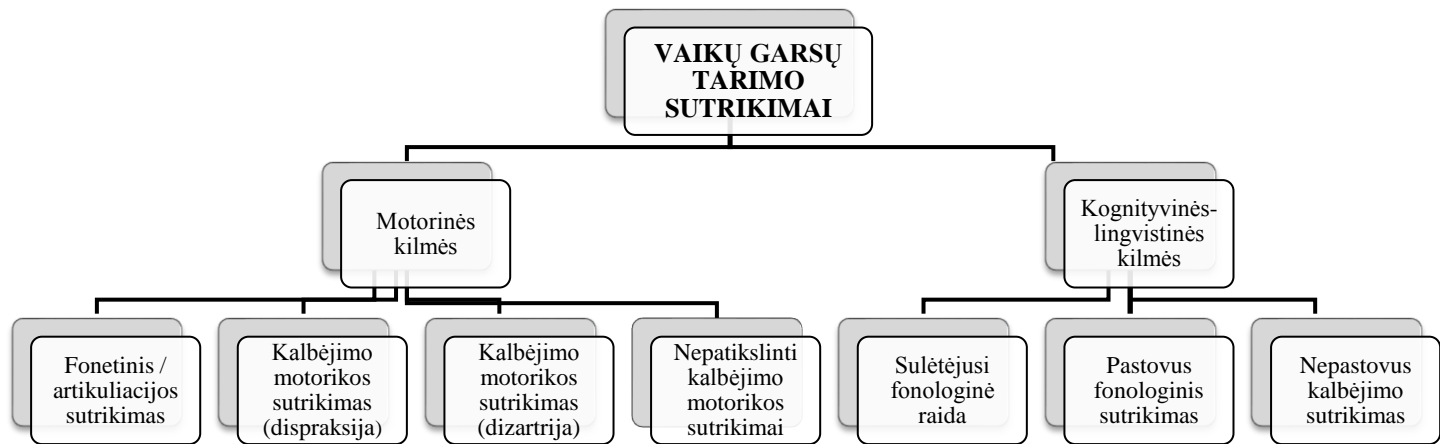 VAIKŲ GARSŲ
TARIMO
SUTRIKIMAI
Motorinės
kilmės
Kognityvinės-
lingvistinės
kilmės
Fonetinis /
artikuliacijos
sutrikimas
Kalbėjimo
motorikos
sutrikimas
(dispraksija)
Kalbėjimo
motorikos
sutrikimas
(dizartrija)
Nepatikslinti
kalbėjimo
motorikos
sutrikimai
Sulėtėjusi
fonologinė
raida
Pastovus
fonologinis
sutrikimas
Nepastovus
kalbėjimo
sutrikimas